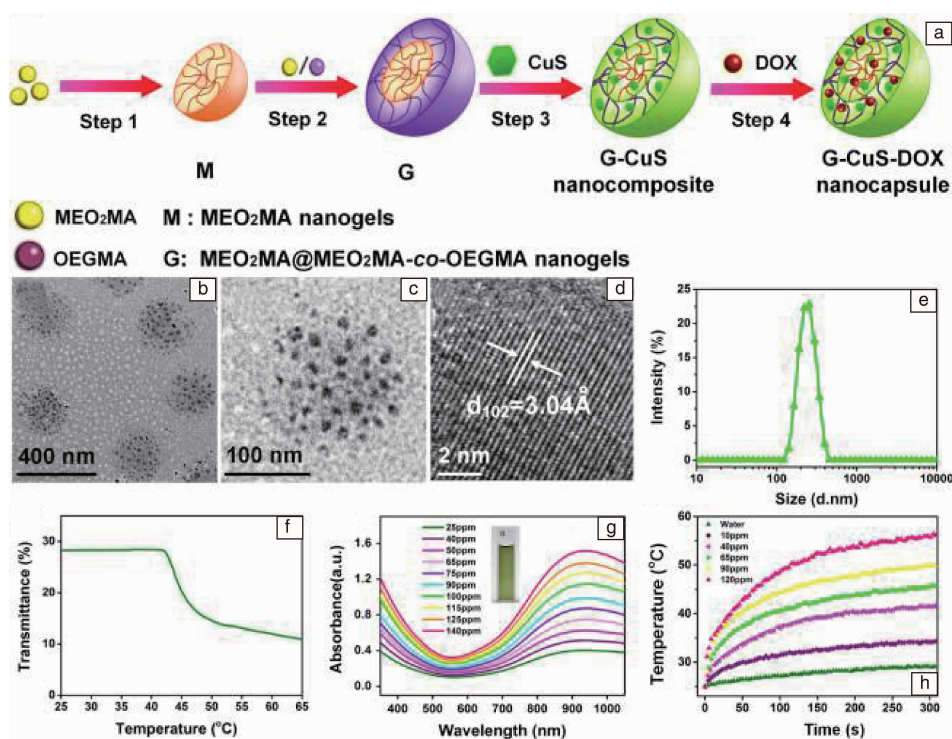 a
CuS
DOX
Step 1
Step 2
Step 3
Step 4
M
G
G-CuS
nanocomposite
G-CuS-DOX
nanocapsule
MEO₂MA
M : MEO₂MA nanogels
OEGMA
G: MEO₂MA@MEO₂MA-co-OEGMA nanogels
b
400 nm
c
100 nm
d
d₁₀₂=3.04Å
2 nm
e
25
20
15
10
5
0
Intensity (%)
10 100 1000 10000
Size (d.nm)
f
30
20
10
0
Transmittance (%)
25 30 35 40 45 50 55 60 65
Temperature (°C)
g
25ppm
40ppm
50ppm
65ppm
75ppm
90ppm
100ppm
115ppm
125ppm
140ppm
1.6
1.2
0.8
0.4
0.0
Absorbance(a.u.)
400 500 600 700 800 900 1000
Wavelength (nm)
h
Water
10ppm
40ppm
65ppm
90ppm
120ppm
60
50
40
30
Temperature (°C)
0 50 100 150 200 250 300
Time (s)